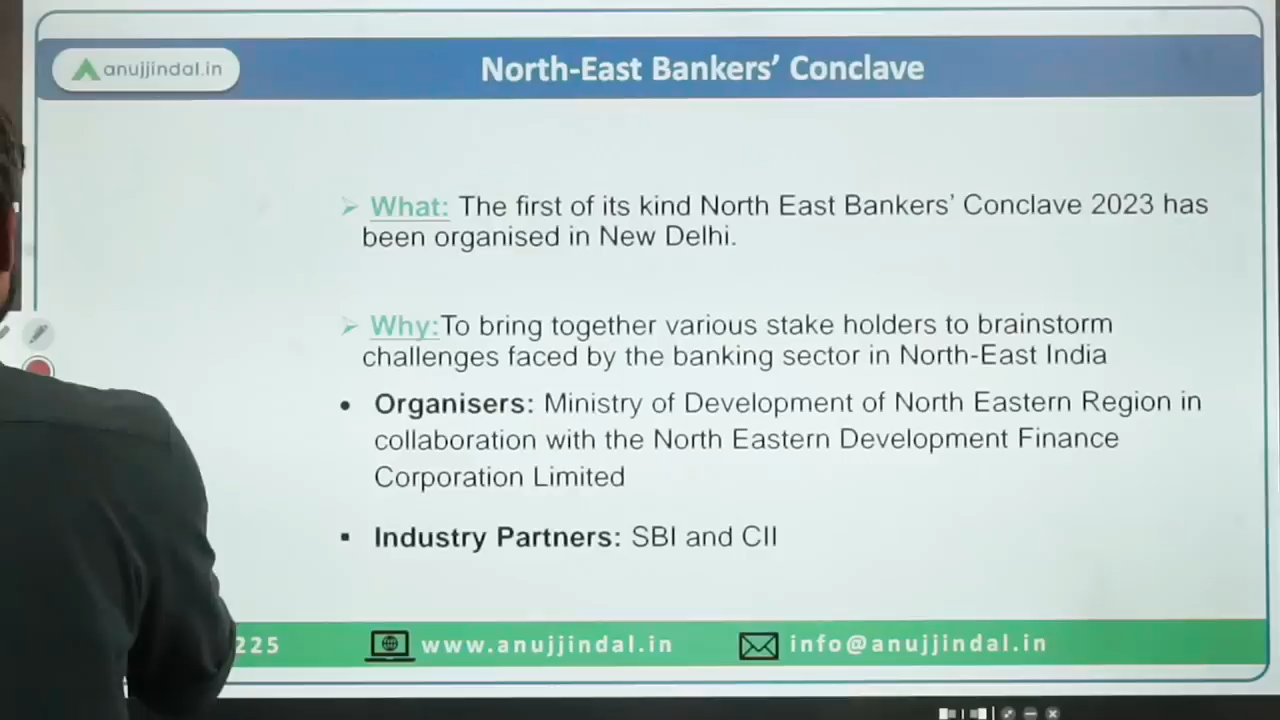 anujjindal.in
North-East Bankers’ Conclave
What: The first of its kind North East Bankers’ Conclave 2023 has
been organised in New Delhi.
Why:To bring together various stake holders to brainstorm
challenges faced by the banking sector in North-East India
Organisers: Ministry of Development of North Eastern Region in
collaboration with the North Eastern Development Finance
Corporation Limited
Industry Partners: SBI and CII
225
www.anujjindal.in
info@anujjindal.in